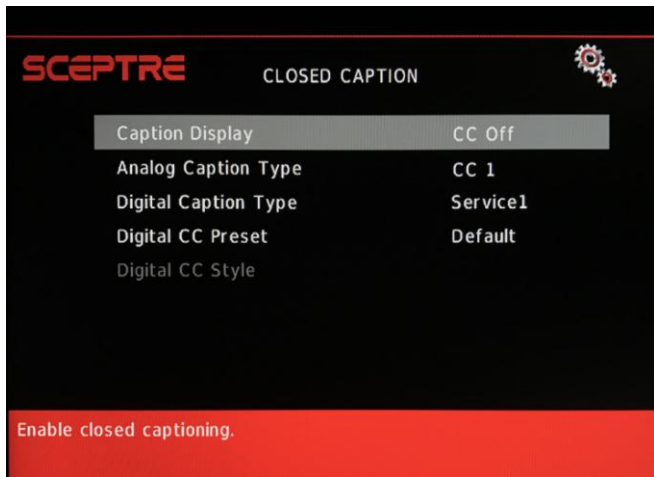 SCEPTRE
CLOSED CAPTION
Caption Display CC Off
Analog Caption Type CC 1
Digital Caption Type Service1
Digital CC Preset Default
Digital CC Style
Enable closed captioning.